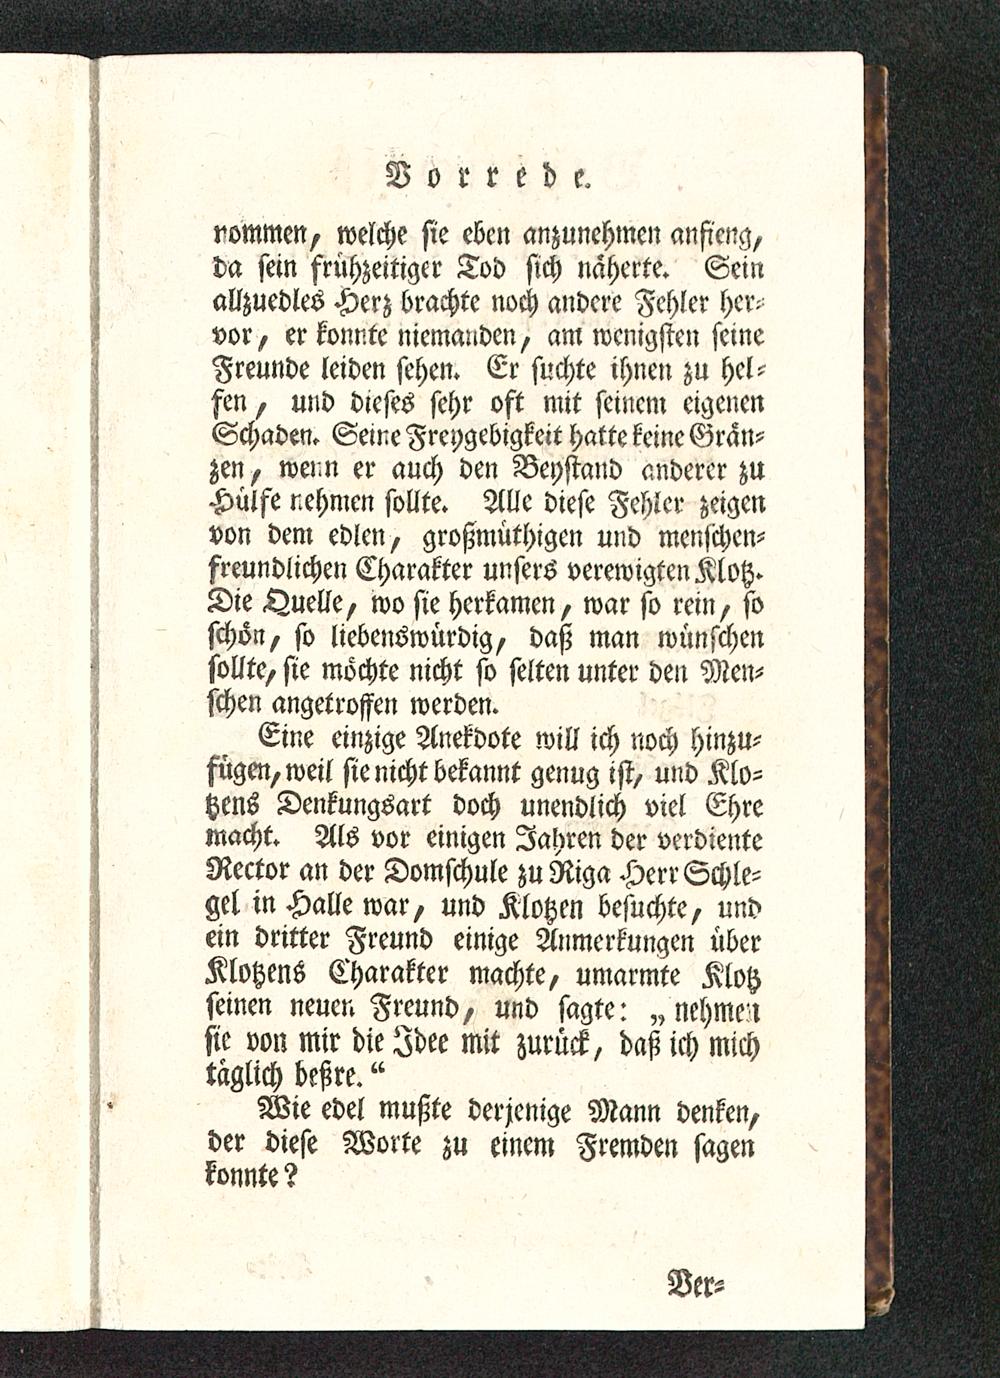 Vorrede.
nommen, welche sie eben anzunehmen anfieng,
da sein frühzeitiger Tod sich näherte. Sein
allzuedles Herz brachte noch andere Fehler her-
vor, er konnte niemanden, am wenigsten seine
Freunde leiden sehen. Er suchte ihnen zu hel-
fen, und dieses sehr oft mit seinem eigenen
Schaden. Seine Freygebigkeit hatte keine Grän-
zen, wenn er auch den Beystand anderer zu
Hülfe nehmen sollte. Alle diese Fehler zeigen
von dem edlen, großmüthigen und menschen-
freundlichen Charakter unsers verewigten Klotz.
Die Quelle, wo sie herkamen, war so rein, so
schön, so liebenswürdig, daß man wünschen
sollte, sie möchte nicht so selten unter den Men-
schen angetroffen werden.
Eine einzige Anekdote will ich noch hinzu-
fügen, weil sie nicht bekannt genug ist, und Klo-
tzens Denkungsart doch unendlich viel Ehre
macht. Als vor einigen Jahren der verdiente
Rector an der Domschule zu Riga Herr Schle-
gel in Halle war, und Klotzen besuchte, und
ein dritter Freund einige Anmerkungen über
Klotzens Charakter machte, umarmte Klotz
seinen neuen Freund, und sagte: „nehmen
sie von mir die Idee mit zurück, daß ich mich
täglich beßre.“
Wie edel mußte derjenige Mann denken,
der diese Worte zu einem Fremden sagen
konnte?
Ver-